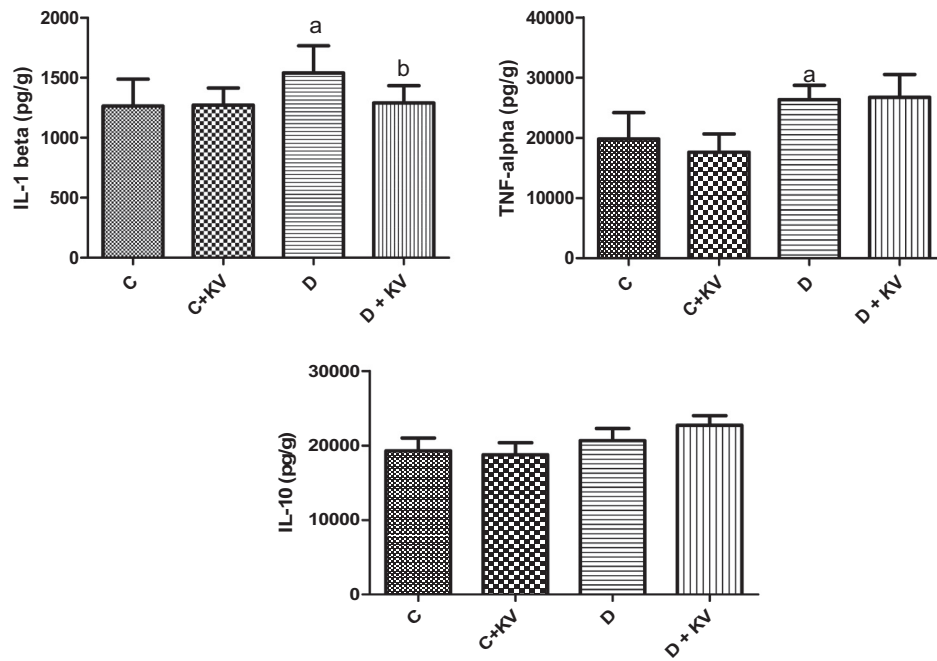 IL-1 beta (pg/g)
2000
1500
1000
500
0
a
b
C
C+KV
D
D + KV
TNF-alpha (pg/g)
40000
30000
20000
10000
0
a
C
C+KV
D
D + KV
IL-10 (pg/g)
30000
20000
10000
0
C
C+KV
D
D + KV